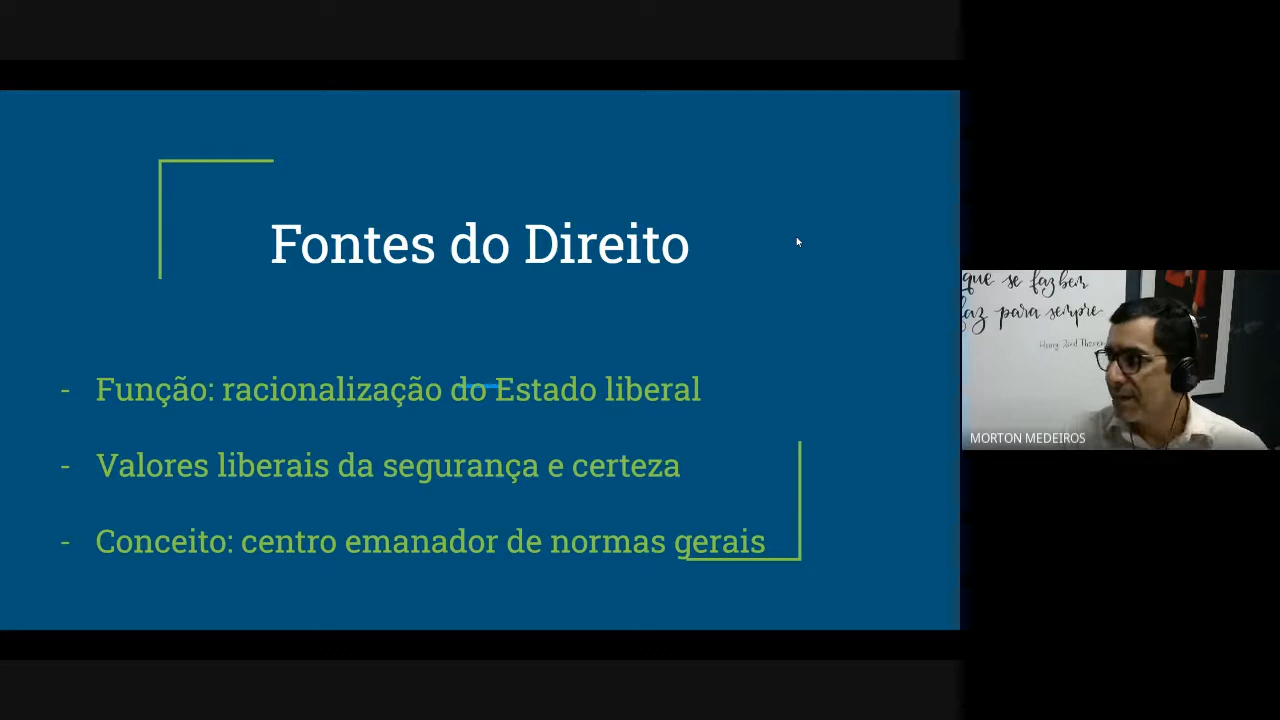 Fontes do Direito
- Função: racionalização do Estado liberal
- Valores liberais da segurança e certeza
- Conceito: centro emanador de normas gerais
que se faz bem
faz para sempre
Henry
MORTON MEDEIROS